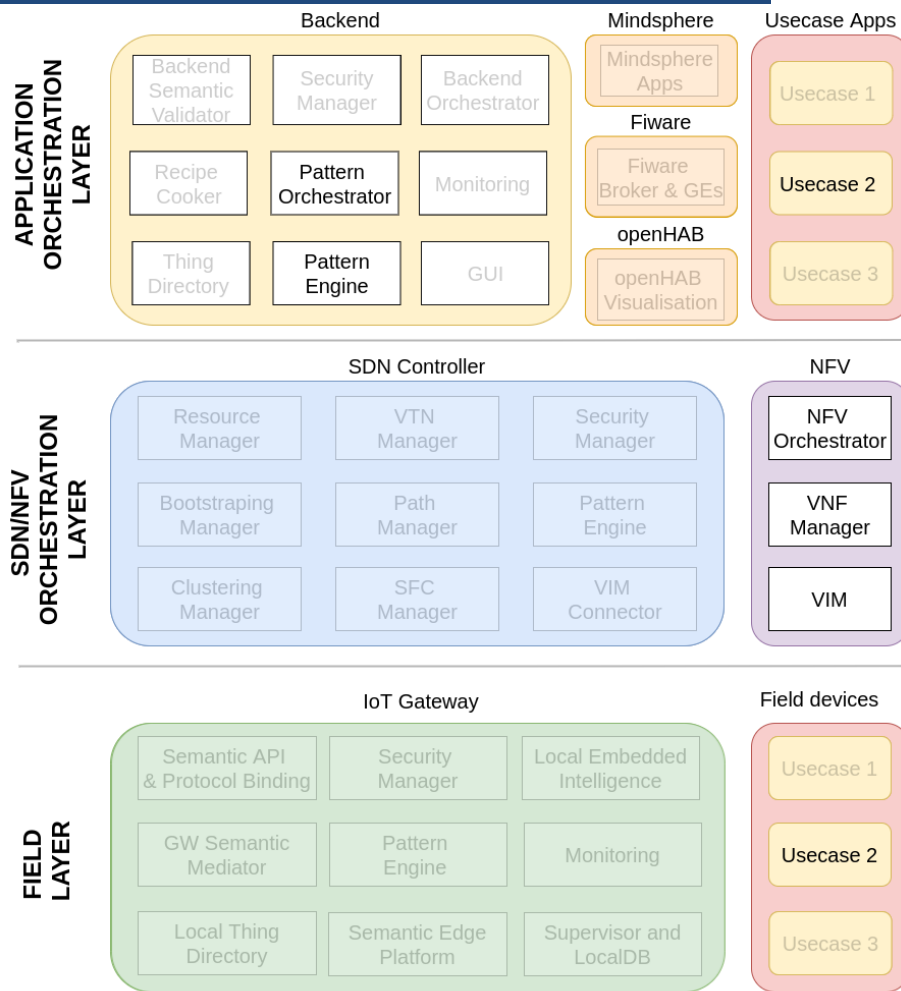 Backend
Mindsphere
Usecase Apps
APPLICATION
ORCHESTRATION
LAYER
Backend
Semantic
Validator
Security
Manager
Backend
Orchestrator
Recipe
Cooker
Pattern
Orchestrator
Monitoring
Thing
Directory
Pattern
Engine
GUI
Mindsphere
Apps
Fiware
Fiware
Broker & GEs
openHAB
openHAB
Visualisation
Usecase 1
Usecase 2
Usecase 3
SDN Controller
NFV
SDN/NFV
ORCHESTRATION
LAYER
Resource
Manager
VTN
Manager
Security
Manager
Bootstraping
Manager
Path
Manager
Pattern
Engine
Clustering
Manager
SFC
Manager
VIM
Connector
NFV
Orchestrator
VNF
Manager
VIM
IoT Gateway
Field devices
FIELD
LAYER
Semantic API
& Protocol Binding
Security
Manager
Local Embedded
Intelligence
GW Semantic
Mediator
Pattern
Engine
Monitoring
Local Thing
Directory
Semantic Edge
Platform
Supervisor and
LocalDB
Usecase 1
Usecase 2
Usecase 3